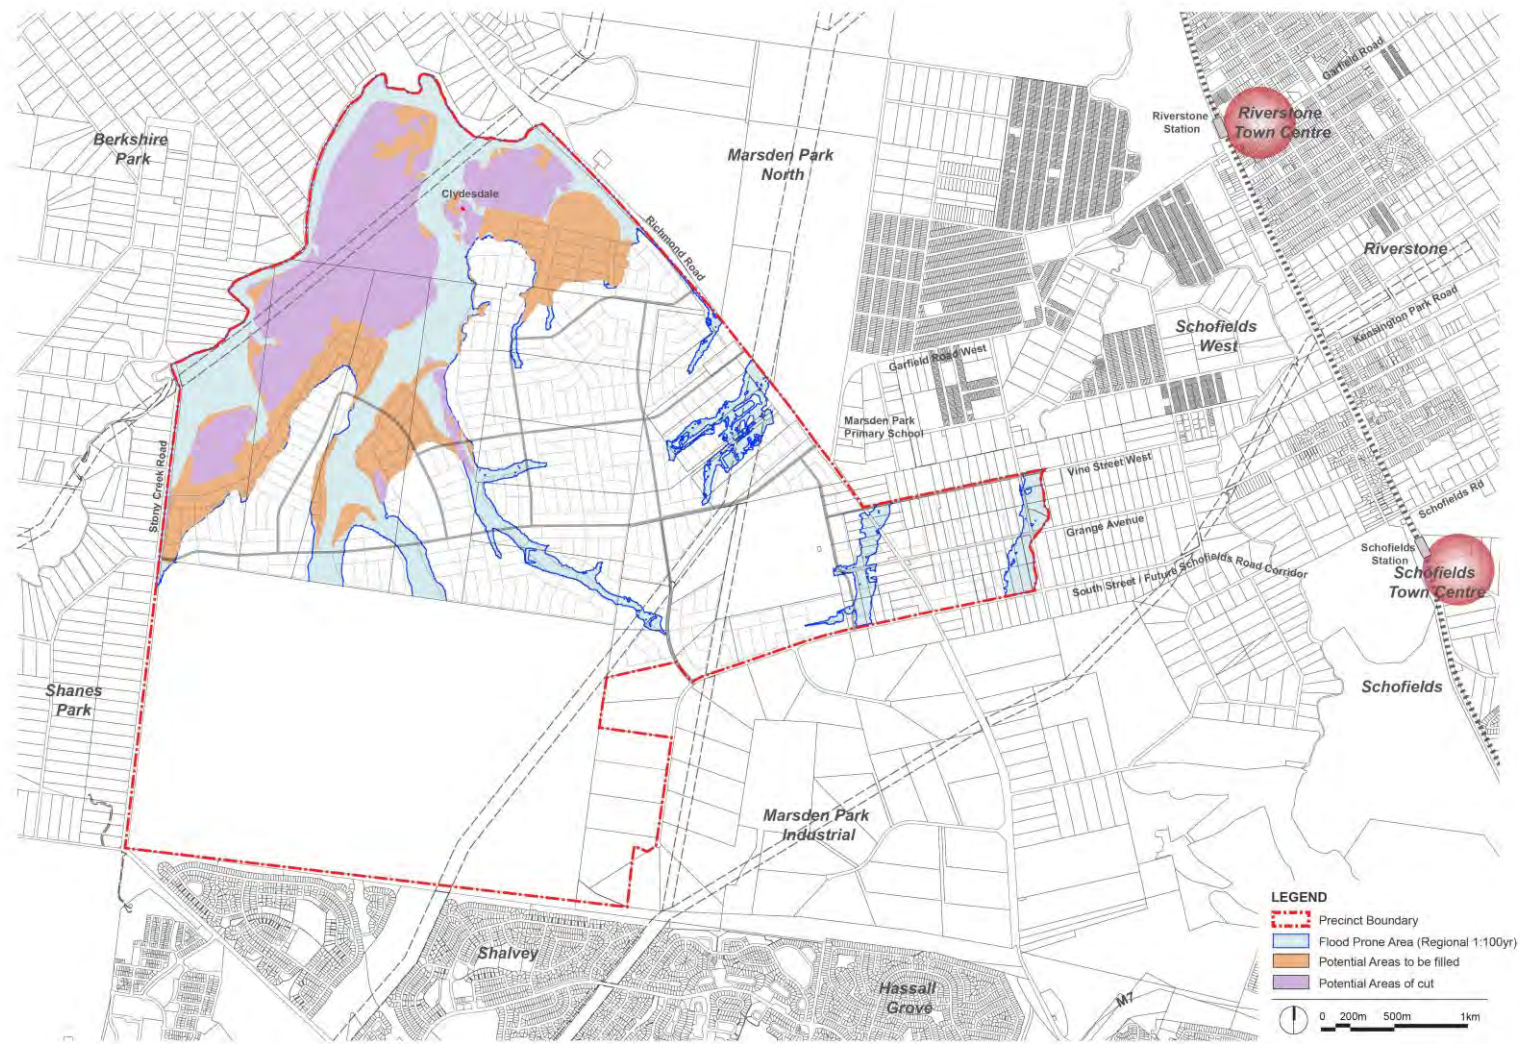 Garfield Road
Riverstone
Town Centre
Riverstone
Station
Berkshire
Park
Marsden Park
North
Clydesdale
Richmond Road
Riverstone
Kensington Park Road
Schofields
West
Garfield Road West
Marsden Park
Primary School
Stony Creek Road
Vine Street West
Schofields Rd
Grange Avenue
Schofields
Station
South Street / Future Schofields Road Corridor
Schofields
Town Centre
Shanes
Park
Schofields
Marsden Park
Industrial
Shalvey
Hassall
Grove
M7
LEGEND
Precinct Boundary
Flood Prone Area (Regional 1:100yr)
Potential Areas to be filled
Potential Areas of cut
0 200m 500m 1km